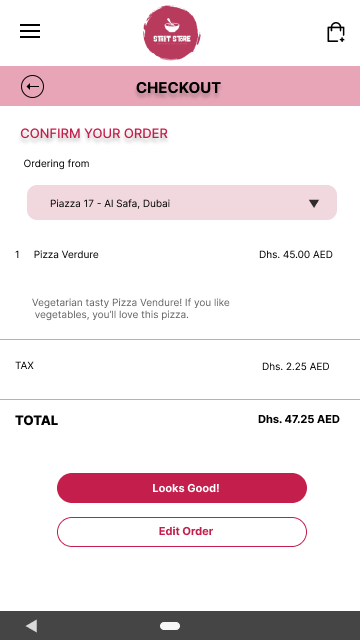 STRIT STORE
CHECKOUT
CONFIRM YOUR ORDER
Ordering from
Piazza 17 - Al Safa, Dubai
1 Pizza Verdure Dhs. 45.00 AED
Vegetarian tasty Pizza Vendure! If you like
vegetables, you'll love this pizza.
TAX Dhs. 2.25 AED
TOTAL Dhs. 47.25 AED
Looks Good!
Edit Order